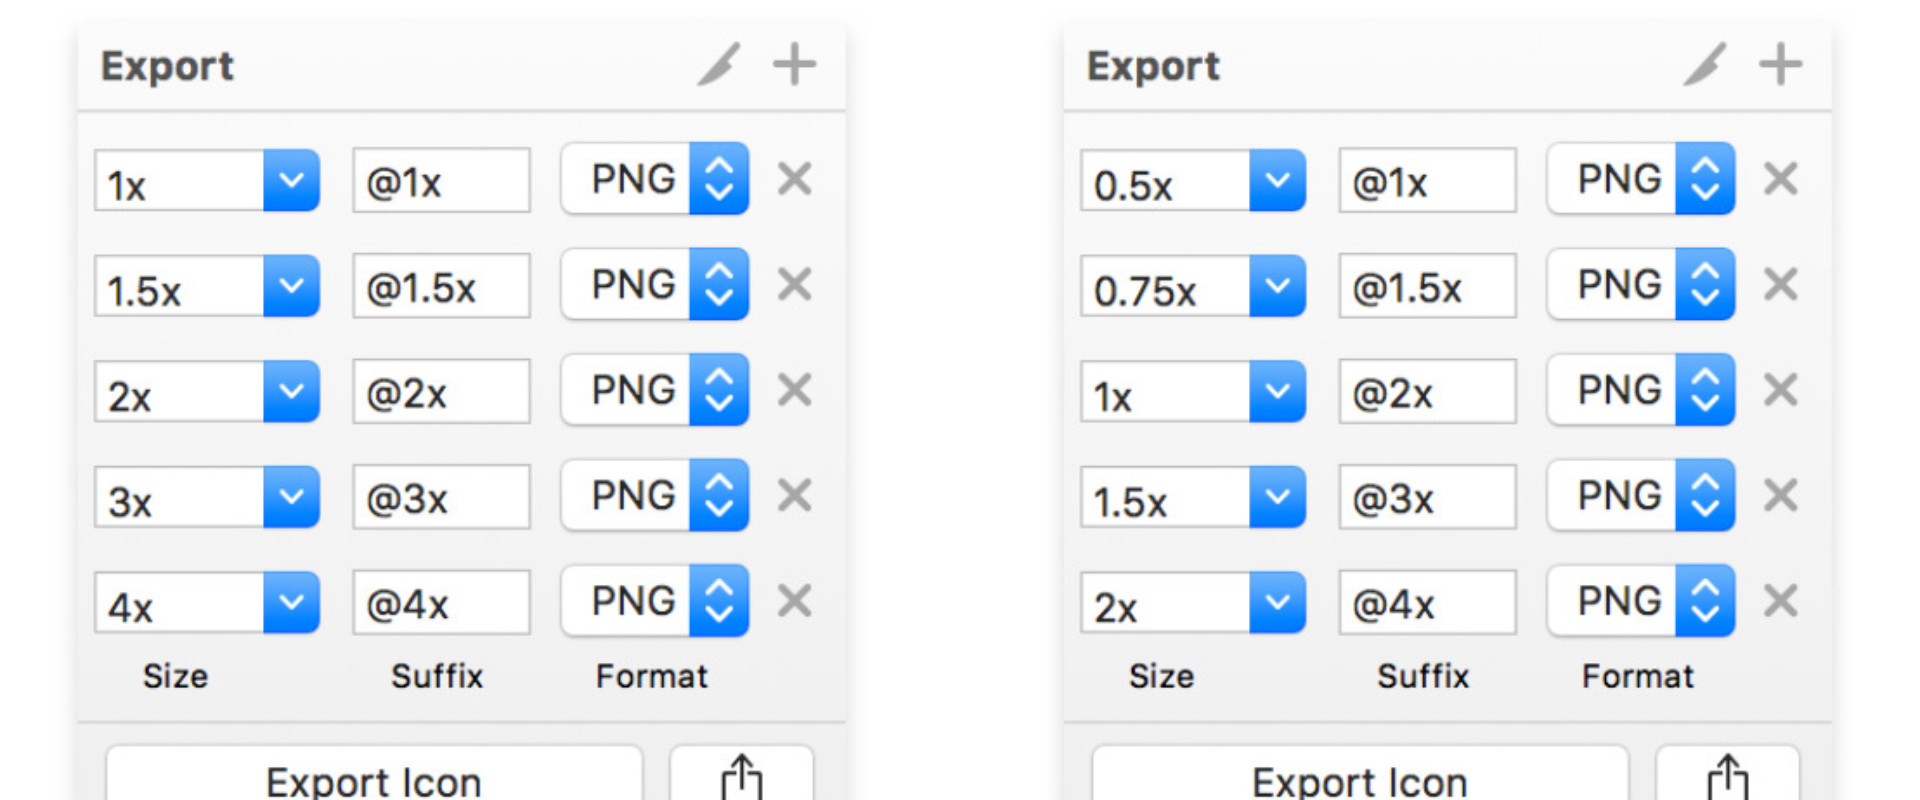 Export
1x @1x PNG
1.5x @1.5x PNG
2x @2x PNG
3x @3x PNG
4x @4x PNG
Size Suffix Format
Export Icon
Export
0.5x @1x PNG
0.75x @1.5x PNG
1x @2x PNG
1.5x @3x PNG
2x @4x PNG
Size Suffix Format
Export Icon